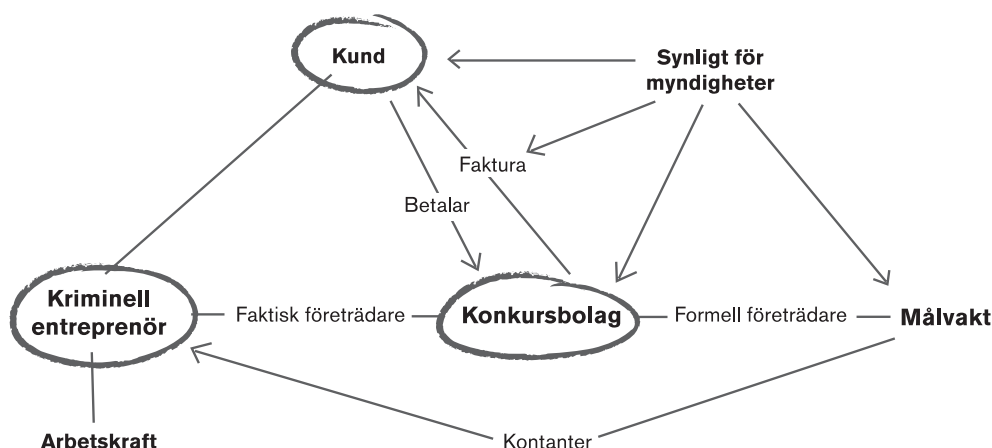 Kund
Synligt för
myndigheter
Faktura
Betalar
Kriminell
entreprenör
Faktisk företrädare
Konkursbolag
Formell företrädare
Målvakt
Arbetskraft
Kontanter